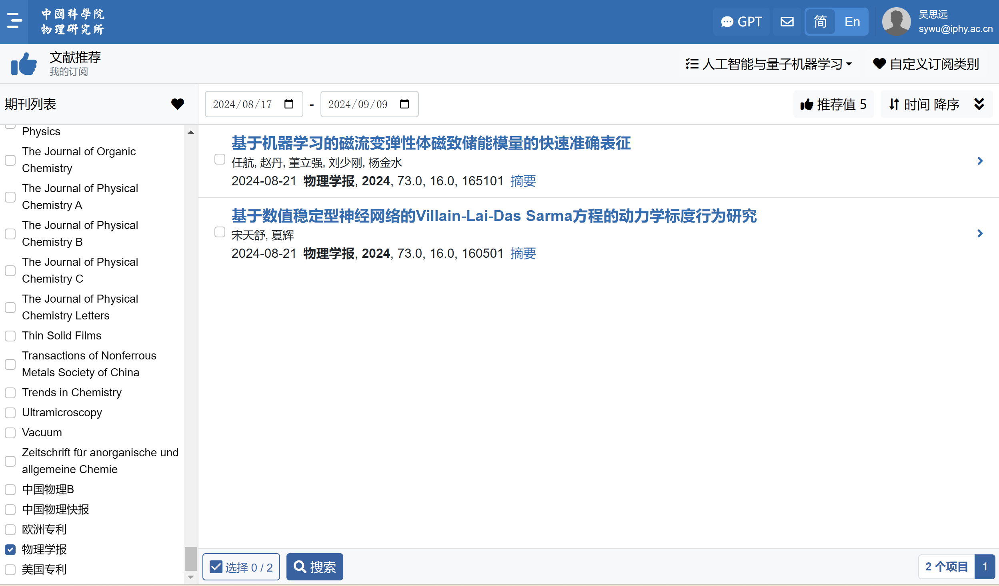 中國科學院
物理研究所
GPT
简 En
吴思远
sywu@iphy.ac.cn
文献推荐
我的订阅
人工智能与量子机器学习
自定义订阅类别
期刊列表
2024/08/17 - 2024/09/09
推荐值 5
时间 降序
Physics
The Journal of Organic
Chemistry
The Journal of Physical
Chemistry A
The Journal of Physical
Chemistry B
The Journal of Physical
Chemistry C
The Journal of Physical
Chemistry Letters
Thin Solid Films
Transactions of Nonferrous
Metals Society of China
Trends in Chemistry
Ultramicroscopy
Vacuum
Zeitschrift für anorganische und
allgemeine Chemie
中国物理B
中国物理快报
欧洲专利
物理学报
美国专利
基于机器学习的磁流变弹性体磁致储能模量的快速准确表征
任航, 赵丹, 董立强, 刘少刚, 杨金水
2024-08-21 物理学报, 2024, 73.0, 16.0, 165101 摘要
基于数值稳定型神经网络的Villain-Lai-Das Sarma方程的动力学标度行为研究
宋天舒, 夏辉
2024-08-21 物理学报, 2024, 73.0, 16.0, 160501 摘要
选择 0 / 2
搜索
2 个项目 1